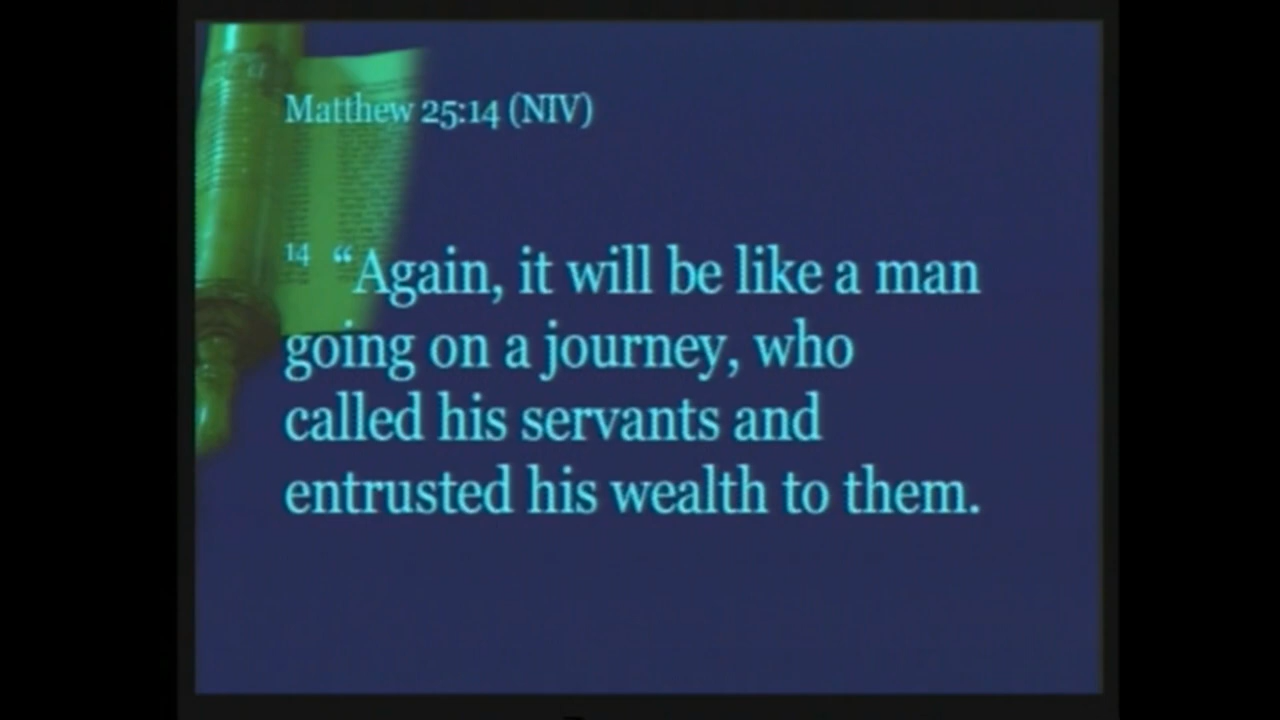 Matthew 25:14 (NIV)
14 “Again, it will be like a man
going on a journey, who
called his servants and
entrusted his wealth to them.